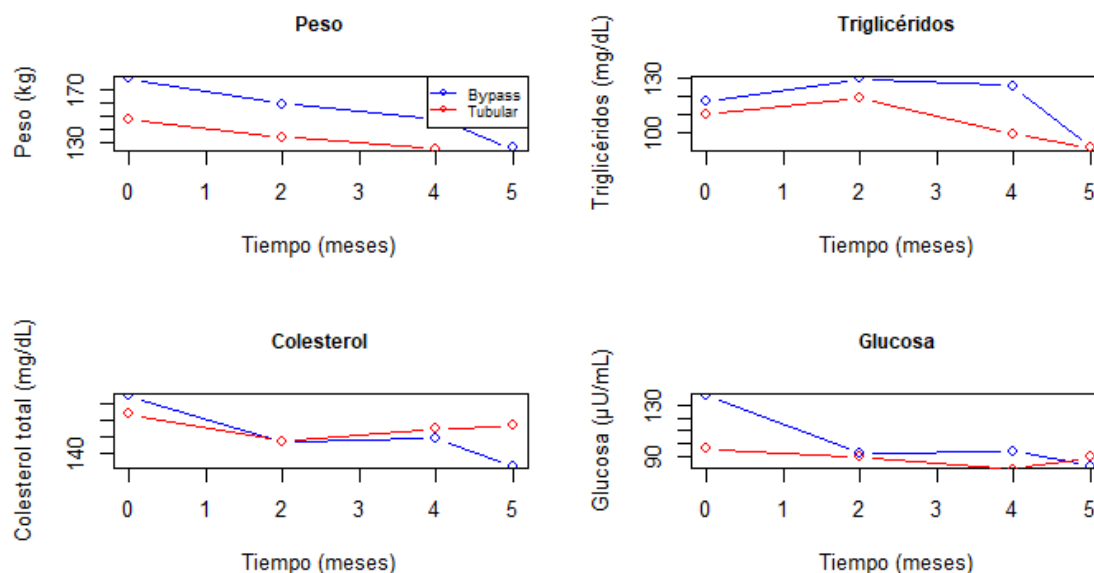 Peso
Peso (kg)
170
130
Bypass
Tubular
0 1 2 3 4 5
Tiempo (meses)
Triglicéridos
Triglicéridos (mg/dL)
130
100
0 1 2 3 4 5
Tiempo (meses)
Colesterol
Colesterol total (mg/dL)
140
0 1 2 3 4 5
Tiempo (meses)
Glucosa
Glucosa (µU/mL)
130
90
0 1 2 3 4 5
Tiempo (meses)